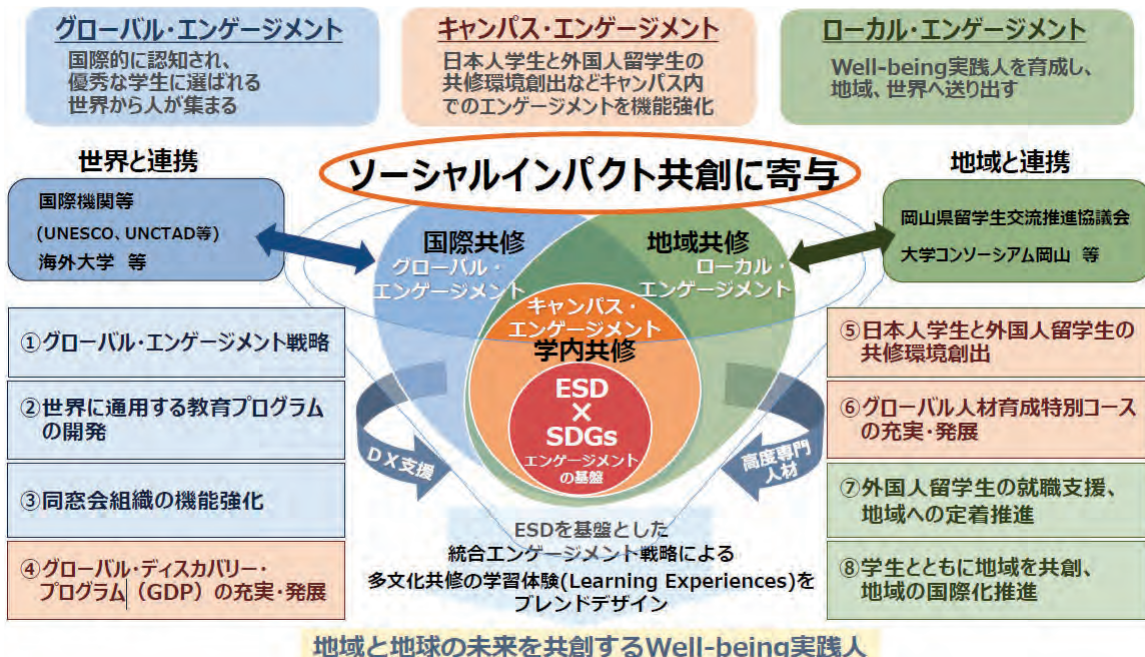 グローバル・エンゲージメント
国際的に認知され、
優秀な学生に選ばれる
世界から人が集まる
キャンパス・エンゲージメント
日本人学生と外国人留学生の
共修環境創出などキャンパス内
でのエンゲージメントを機能強化
ローカル・エンゲージメント
Well-being実践人を育成し、
地域、世界へ送り出す
世界と連携
ソーシャルインパクト共創に寄与
地域と連携
国際機関等
(UNESCO、UNCTAD等)
海外大学 等
岡山県留学生交流推進協議会
大学コンソーシアム岡山 等
国際共修
グローバル・
エンゲージメント
地域共修
ローカル・
エンゲージメント
キャンパス・
エンゲージメント
学内共修
ESD
×
SDGs
エンゲージメント
の基盤
①グローバル・エンゲージメント戦略
②世界に通用する教育プログラム
の開発
③同窓会組織の機能強化
④グローバル・ディスカバリー・
プログラム（GDP）の充実・発展
DX支援
高度専門
人材
⑤日本人学生と外国人留学生の
共修環境創出
⑥グローバル人材育成特別コース
の充実・発展
⑦外国人留学生の就職支援、
地域への定着推進
⑧学生とともに地域を共創、
地域の国際化推進
ESDを基盤とした
統合エンゲージメント戦略による
多文化共修の学習体験(Learning Experiences)を
ブレンドデザイン
地域と地球の未来を共創するWell-being実践人